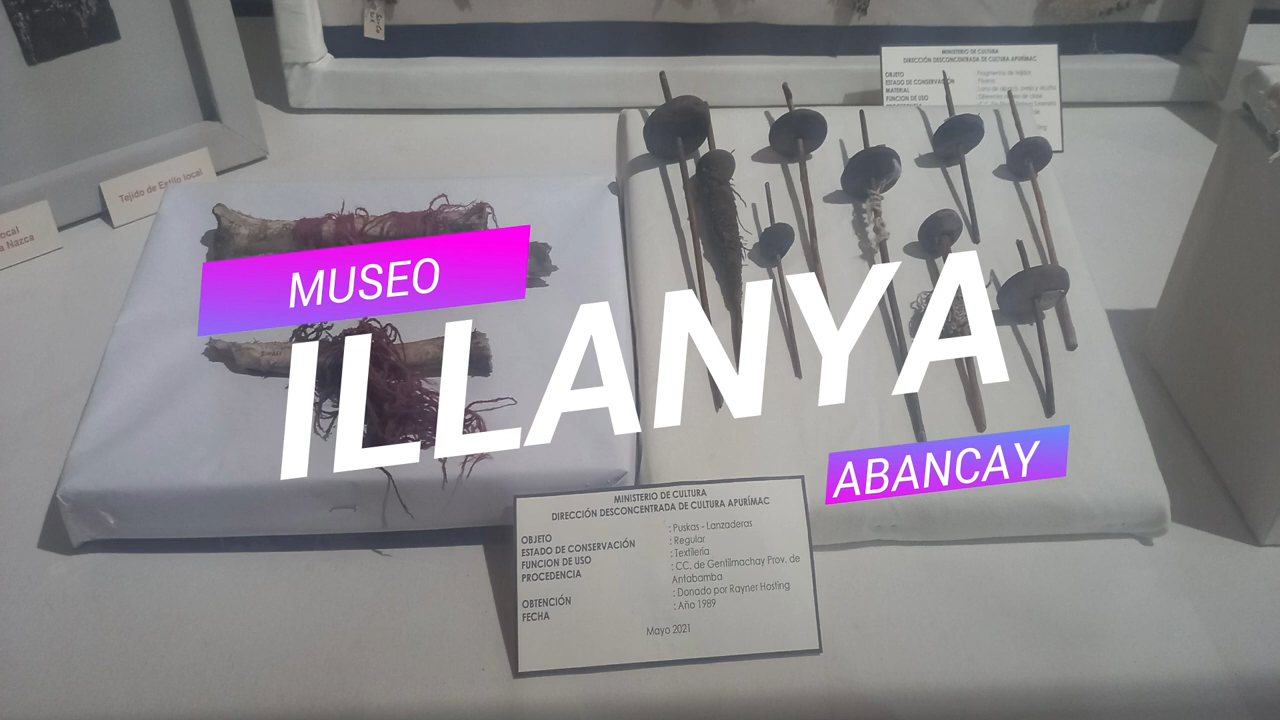 MINISTERIO DE CULTURA
DIRECCIÓN DESCONCENTRADA DE CULTURA APURÍMAC
OBJETO : Fragmentos de tejidos
ESTADO DE CONSERVACIÓN
MATERIAL
FUNCION DE USO
Tejido de Estilo local
local
Nazca
MUSEO
ILLANYA
ABANCAY
MINISTERIO DE CULTURA
DIRECCIÓN DESCONCENTRADA DE CULTURA APURÍMAC
OBJETO : Puskas - Lanzaderas
ESTADO DE CONSERVACIÓN : Regular
FUNCION DE USO : Textilería
PROCEDENCIA : CC. de Gentilmachay Prov. de
Antabamba
OBTENCIÓN : Donado por Rayner Hosting
FECHA : Año 1989
Mayo 2021